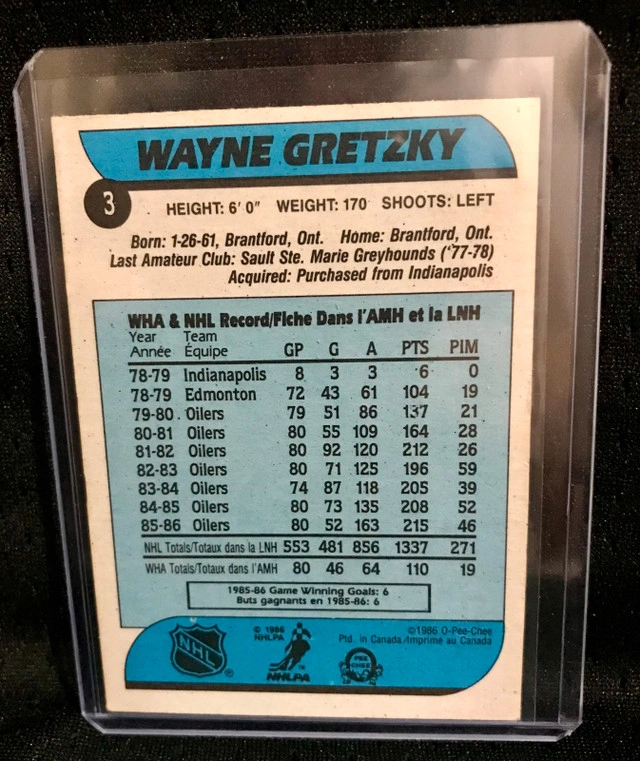 WAYNE GRETZKY
3
HEIGHT: 6' 0" WEIGHT: 170 SHOOTS: LEFT
Born: 1-26-61, Brantford, Ont. Home: Brantford, Ont.
Last Amateur Club: Sault Ste. Marie Greyhounds ('77-78)
Acquired: Purchased from Indianapolis
WHA & NHL Record/Fiche Dans l'AMH et la LNH
Year Team
Année Équipe GP G A PTS PIM
78-79 Indianapolis 8 3 3 6 0
78-79 Edmonton 72 43 61 104 19
79-80 Oilers 79 51 86 137 21
80-81 Oilers 80 55 109 164 28
81-82 Oilers 80 92 120 212 26
82-83 Oilers 80 71 125 196 59
83-84 Oilers 74 87 118 205 39
84-85 Oilers 80 73 135 208 52
85-86 Oilers 80 52 163 215 46
NHL Totals/Totaux dans la LNH 553 481 856 1337 271
WHA Totals/Totaux dans l'AMH 80 46 64 110 19
1985-86 Game Winning Goals: 6
Buts gagnants en 1985-86: 6
NHL ®
© 1986
NHLPA
TM
NHLPA
©1986 O-Pee-Chee
Ptd. in Canada/Imprimé au Canada
O PEE CHEE